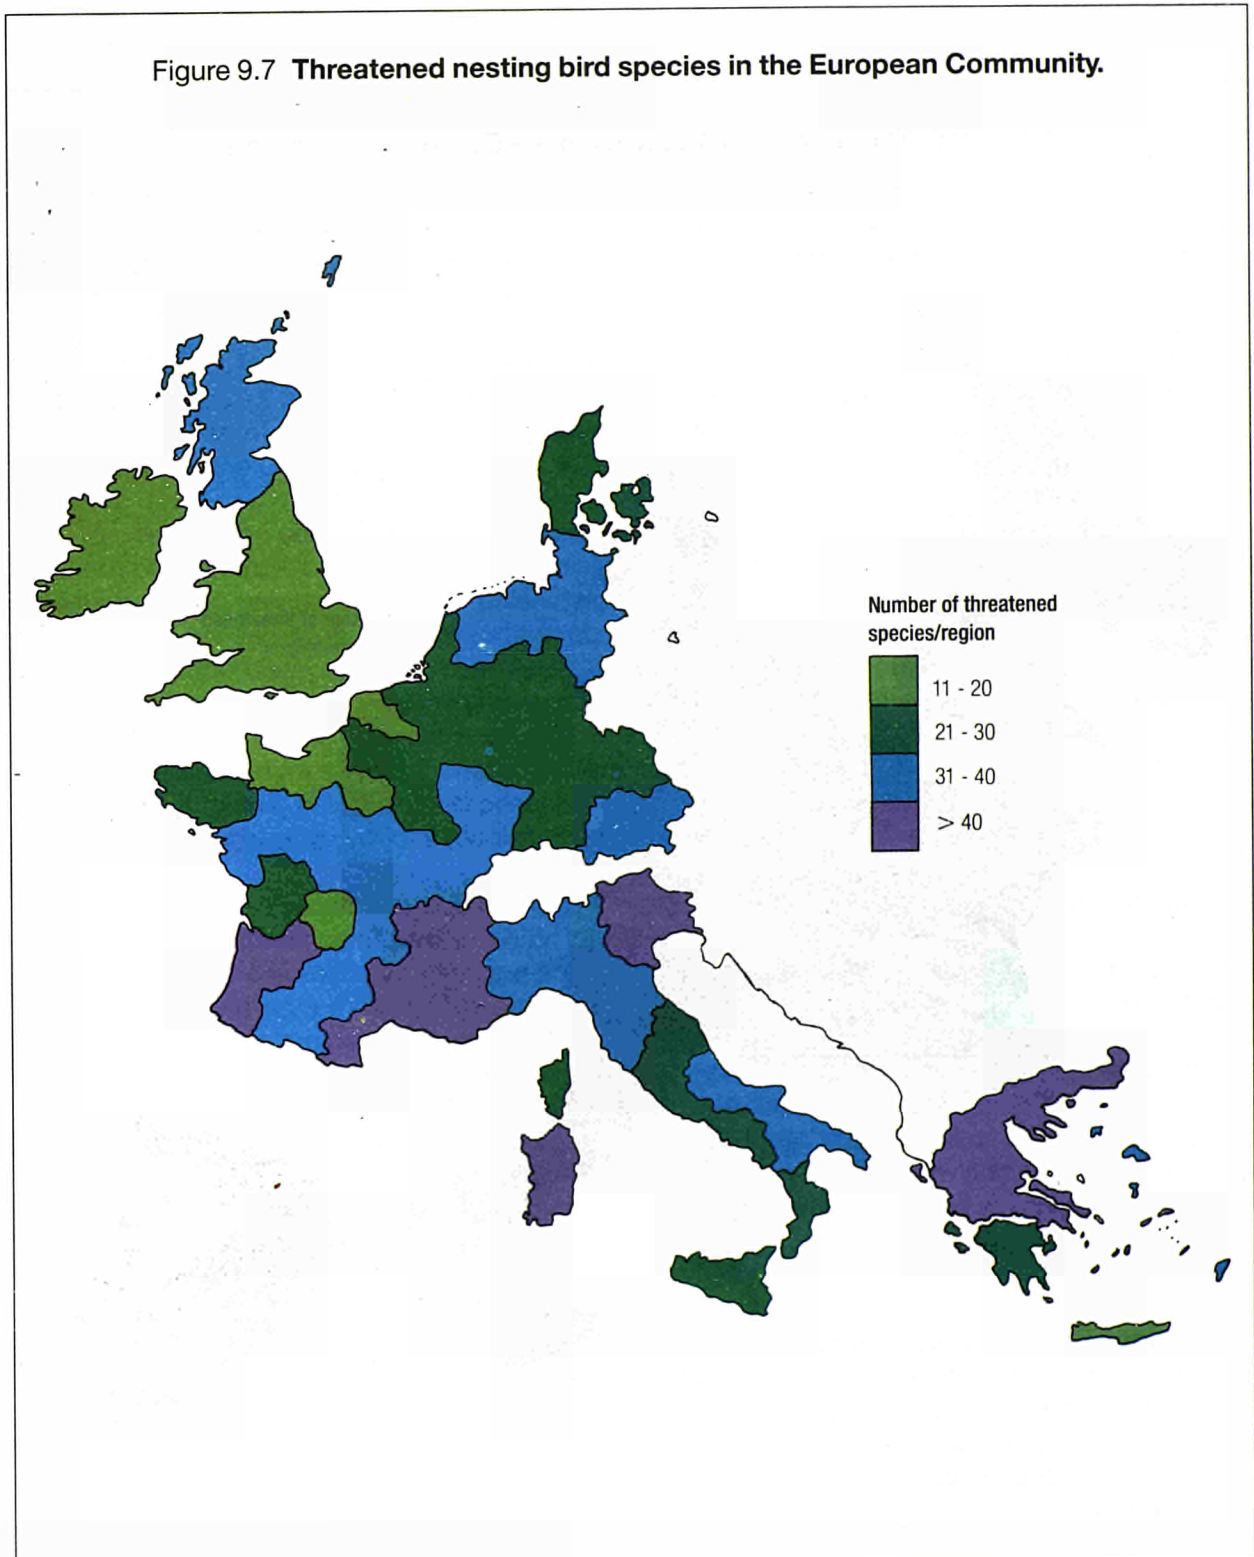 Figure 9.7 Threatened nesting bird species in the European Community.
Number of threatened
species/region
11 - 20
21 - 30
31 - 40
> 40